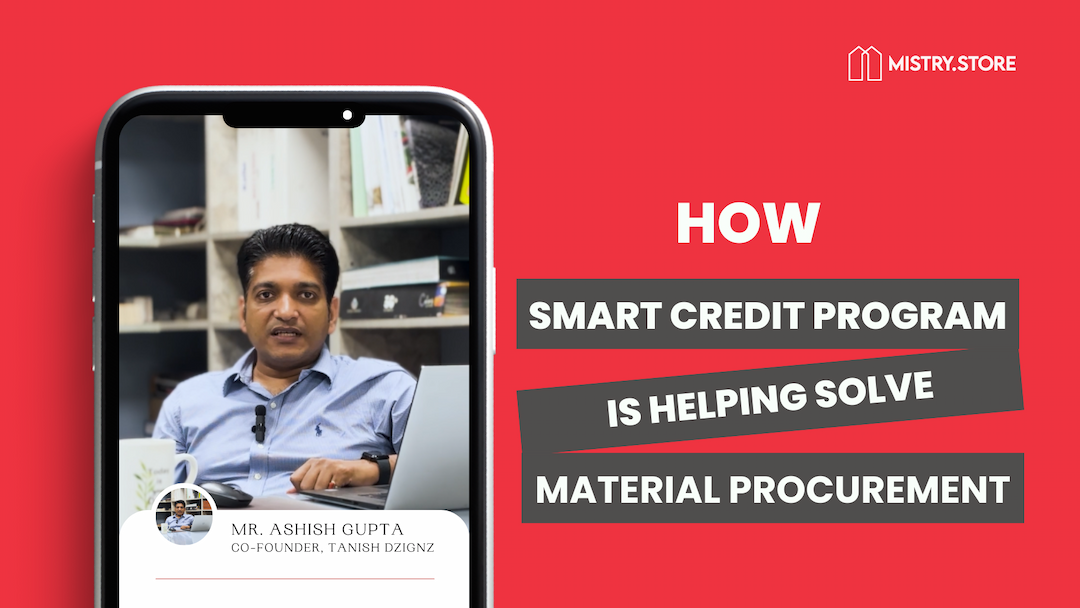 MISTRY.STORE
HOW
SMART CREDIT PROGRAM
IS HELPING SOLVE
MATERIAL PROCUREMENT
MR. ASHISH GUPTA
CO-FOUNDER, TANISH DZIGNZ